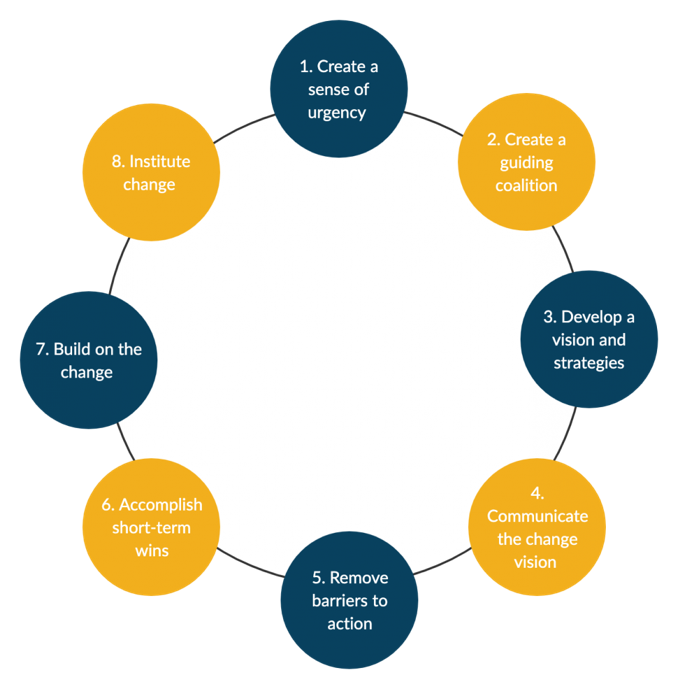 1. Create a
sense of
urgency
2. Create a
guiding
coalition
3. Develop a
vision and
strategies
4.
Communicate
the change
vision
5. Remove
barriers to
action
6. Accomplish
short-term
wins
7. Build on the
change
8. Institute
change